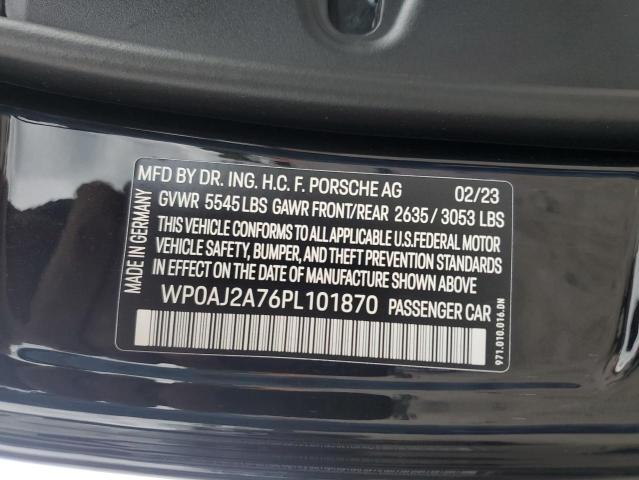 MFD BY DR. ING. H.C. F. PORSCHE AG 02/23
GVWR 5545 LBS GAWR FRONT/REAR 2635 / 3053 LBS
THIS VEHICLE CONFORMS TO ALL APPLICABLE U.S. FEDERAL MOTOR
VEHICLE SAFETY, BUMPER, AND THEFT PREVENTION STANDARDS
IN EFFECT ON THE DATE OF MANUFACTURE SHOWN ABOVE
WP0AJ2A76PL101870 PASSENGER CAR
MADE IN GERMANY
971.010.016.DN